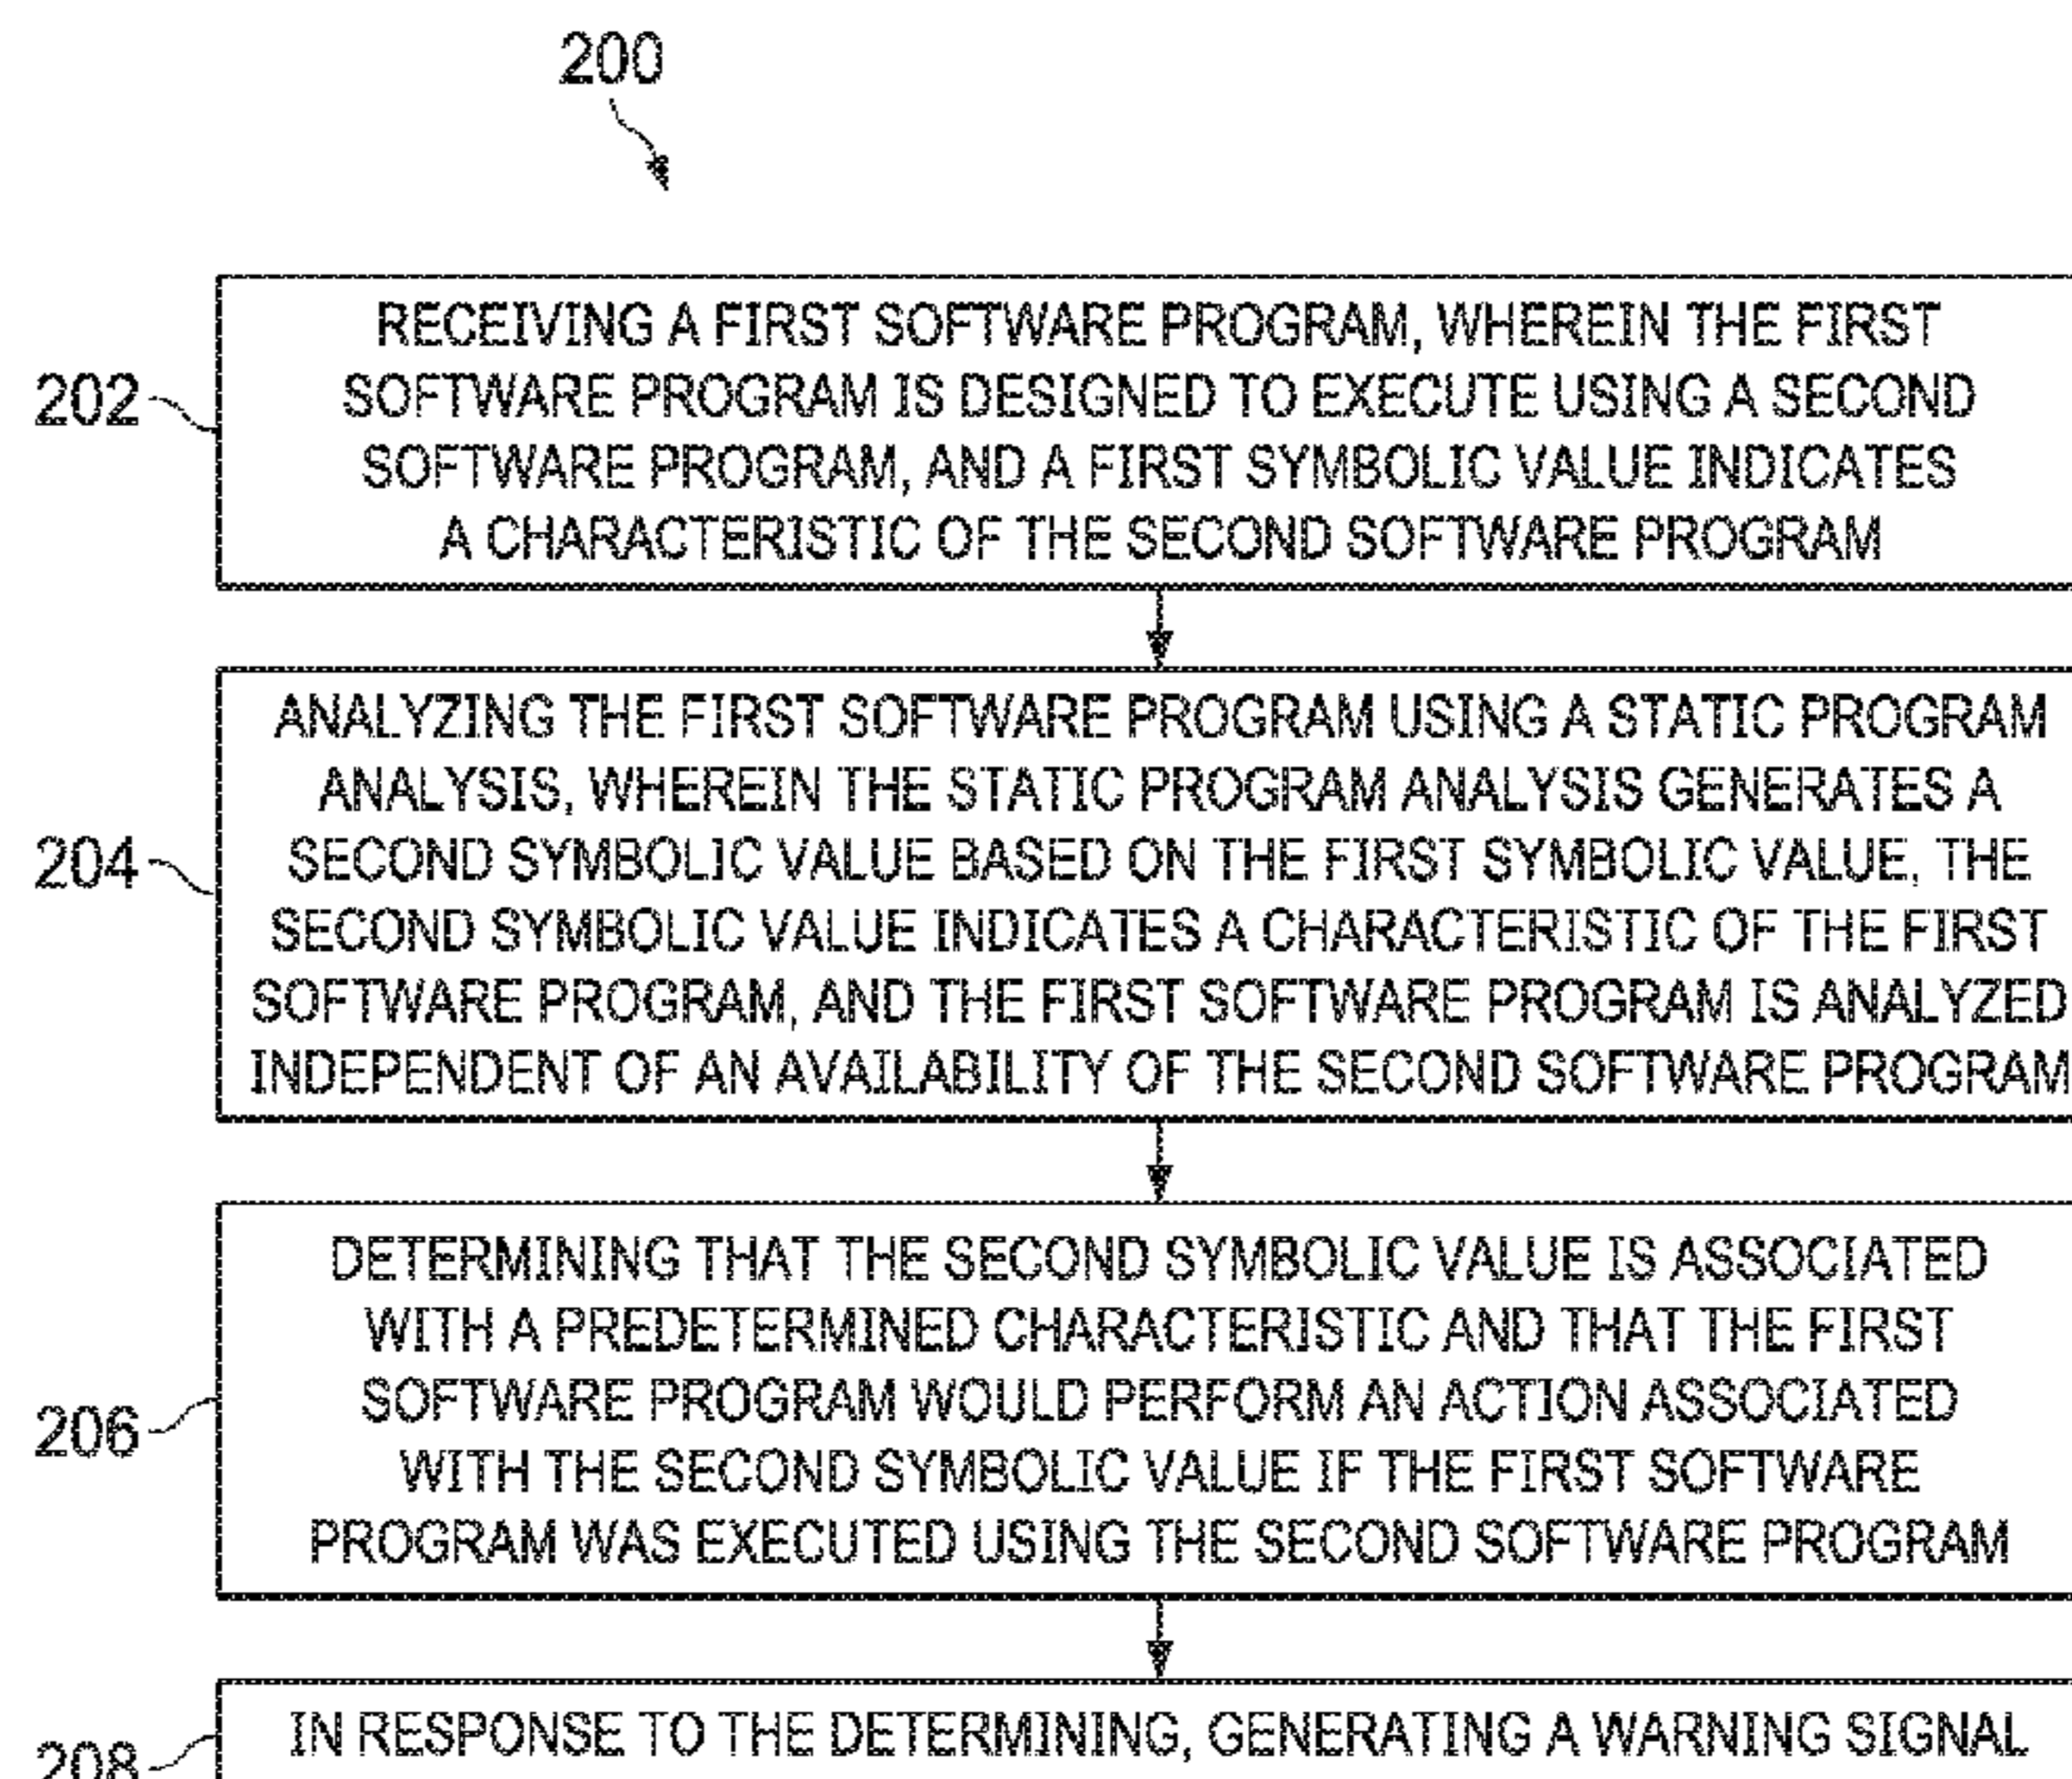 200
202
RECEIVING A FIRST SOFTWARE PROGRAM, WHEREIN THE FIRST
SOFTWARE PROGRAM IS DESIGNED TO EXECUTE USING A SECOND
SOFTWARE PROGRAM, AND A FIRST SYMBOLIC VALUE INDICATES
A CHARACTERISTIC OF THE SECOND SOFTWARE PROGRAM
204
ANALYZING THE FIRST SOFTWARE PROGRAM USING A STATIC PROGRAM
ANALYSIS, WHEREIN THE STATIC PROGRAM ANALYSIS GENERATES A
SECOND SYMBOLIC VALUE BASED ON THE FIRST SYMBOLIC VALUE, THE
SECOND SYMBOLIC VALUE INDICATES A CHARACTERISTIC OF THE FIRST
SOFTWARE PROGRAM, AND THE FIRST SOFTWARE PROGRAM IS ANALYZED
INDEPENDENT OF AN AVAILABILITY OF THE SECOND SOFTWARE PROGRAM
206
DETERMINING THAT THE SECOND SYMBOLIC VALUE IS ASSOCIATED
WITH A PREDETERMINED CHARACTERISTIC AND THAT THE FIRST
SOFTWARE PROGRAM WOULD PERFORM AN ACTION ASSOCIATED
WITH THE SECOND SYMBOLIC VALUE IF THE FIRST SOFTWARE
PROGRAM WAS EXECUTED USING THE SECOND SOFTWARE PROGRAM
208
IN RESPONSE TO THE DETERMINING, GENERATING A WARNING SIGNAL